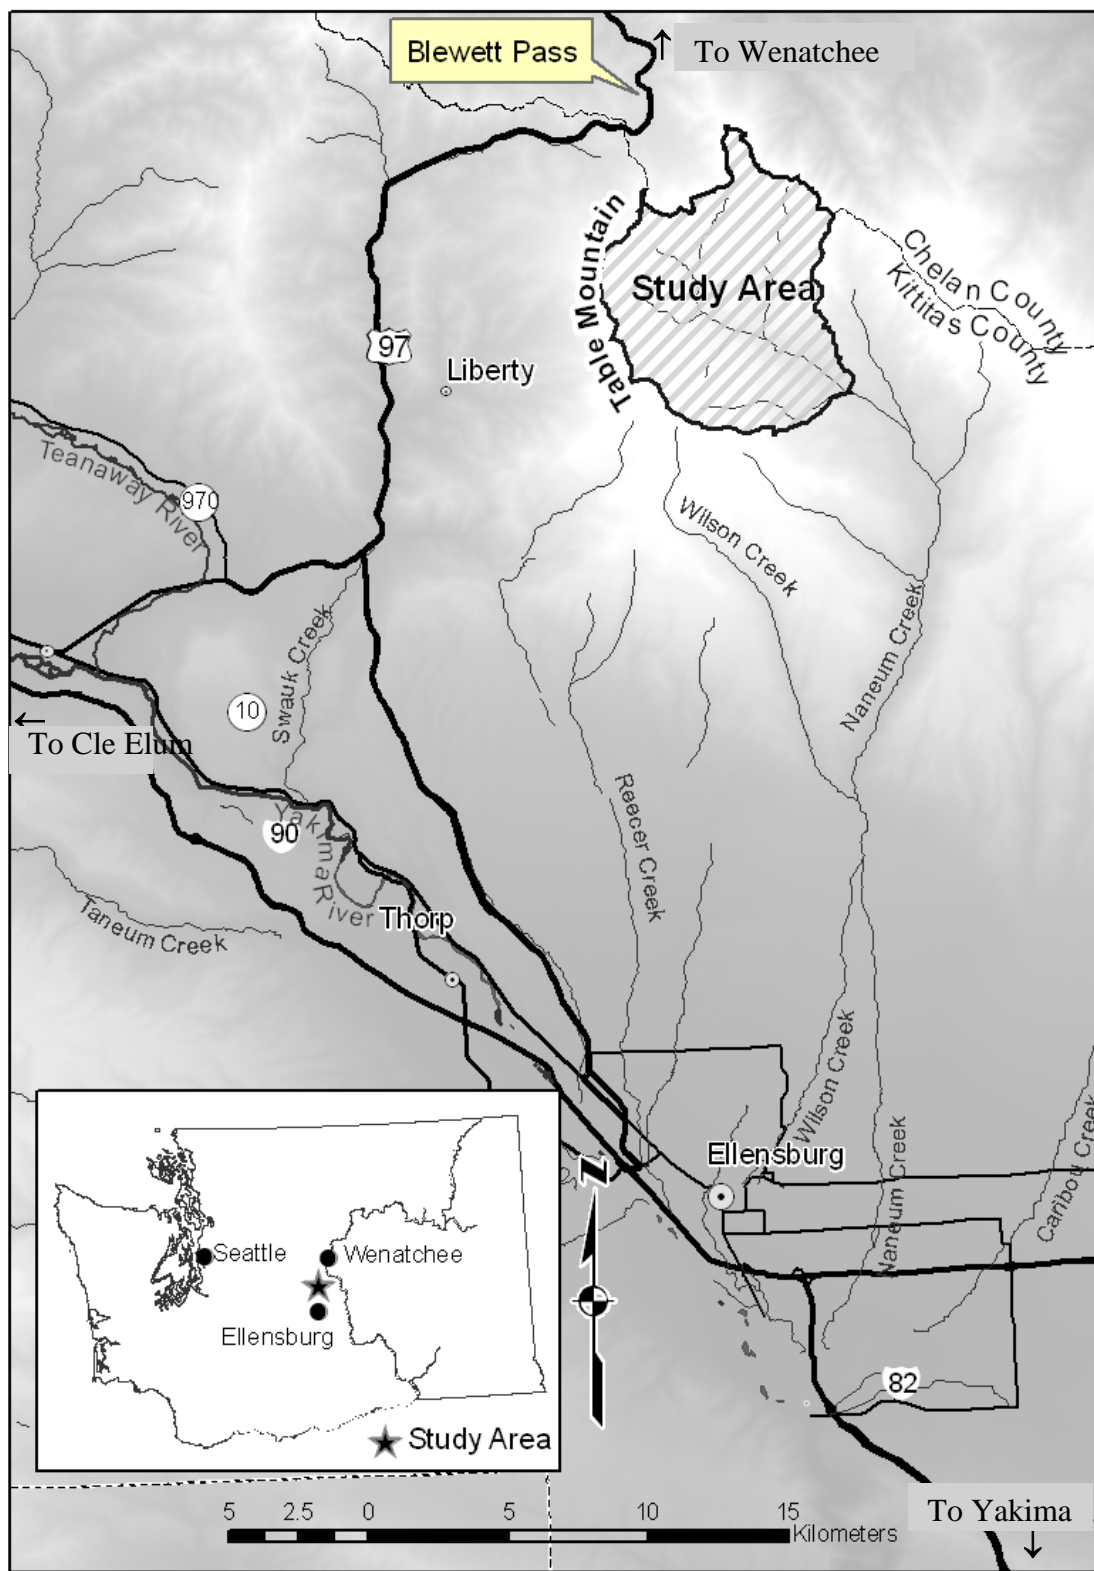 Blewett Pass
↑ To Wenatchee
Table Mountain
Study Area
Chelan County
Kittitas County
97
Liberty
Teanaway River
970
Wilson Creek
Naneum Creek
Swauk Creek
10
←
To Cle Elum
Reecer Creek
Yakima River
90
Taneum Creek
Thorp
Wilson Creek
Naneum Creek
Caribou Creek
Ellensburg
N
Seattle
Wenatchee
Ellensburg
Study Area
82
5 2.5 0 5 10 15
Kilometers
To Yakima
↓